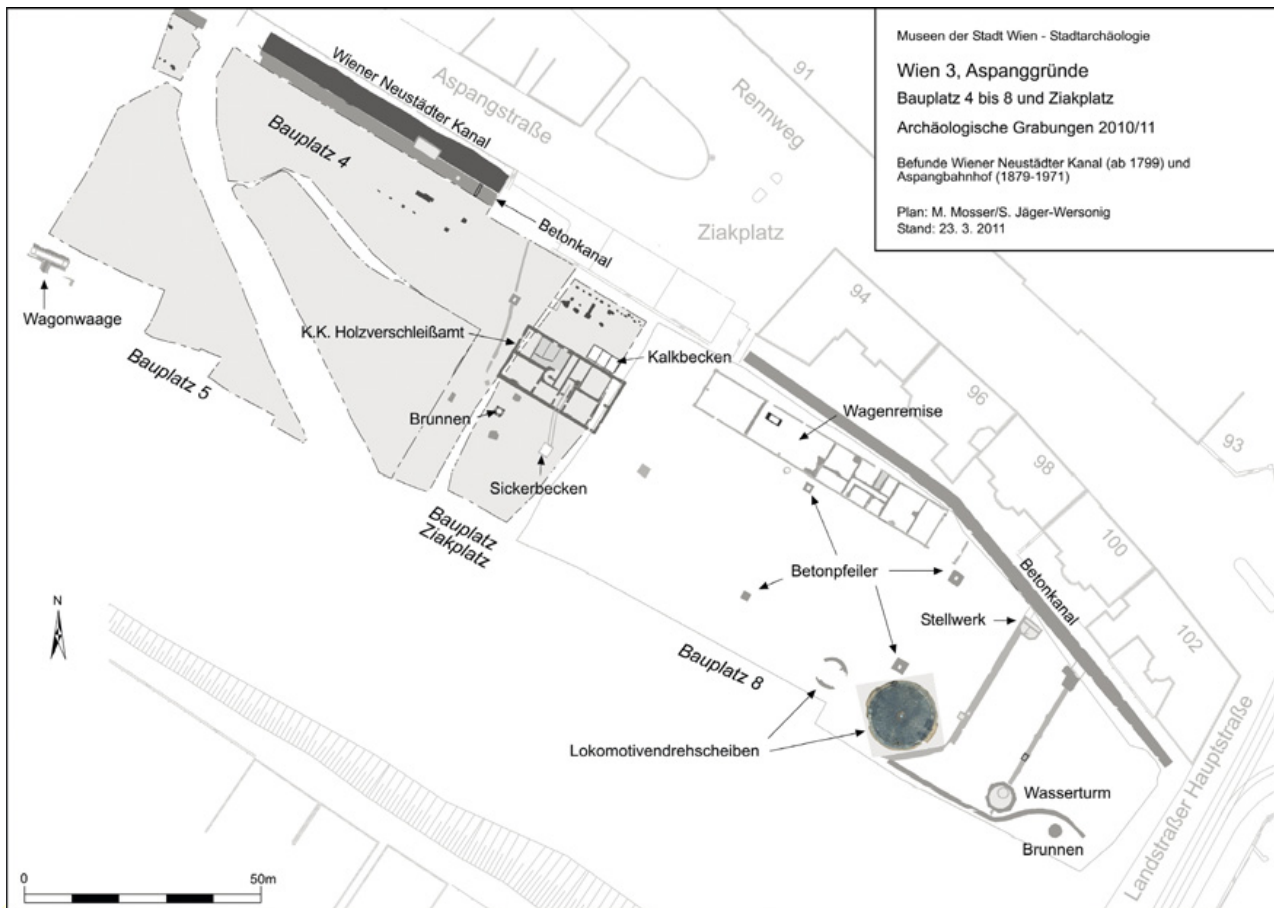 Museen der Stadt Wien - Stadtarchäologie
Wien 3, Aspanggründe
Bauplatz 4 bis 8 und Ziakplatz
Archäologische Grabungen 2010/11
Befunde Wiener Neustädter Kanal (ab 1799) und
Aspangbahnhof (1879-1971)
Plan: M. Mosser/S. Jäger-Wersonig
Stand: 23. 3. 2011
Wiener Neustädter Kanal
Aspangstraße
Rennweg
91
Bauplatz 4
Betonkanal
Ziakplatz
Wagonwaage
K.K. Holzverschleißamt
Kalkbecken
94
Bauplatz 5
Brunnen
Wagenremise
96
93
Sickerbecken
98
Bauplatz
Ziakplatz
100
Betonpfeiler
Betonkanal
Stellwerk
102
Bauplatz 8
N
Lokomotivendrehscheiben
Wasserturm
Landstraßer Hauptstraße
Brunnen
0
50m